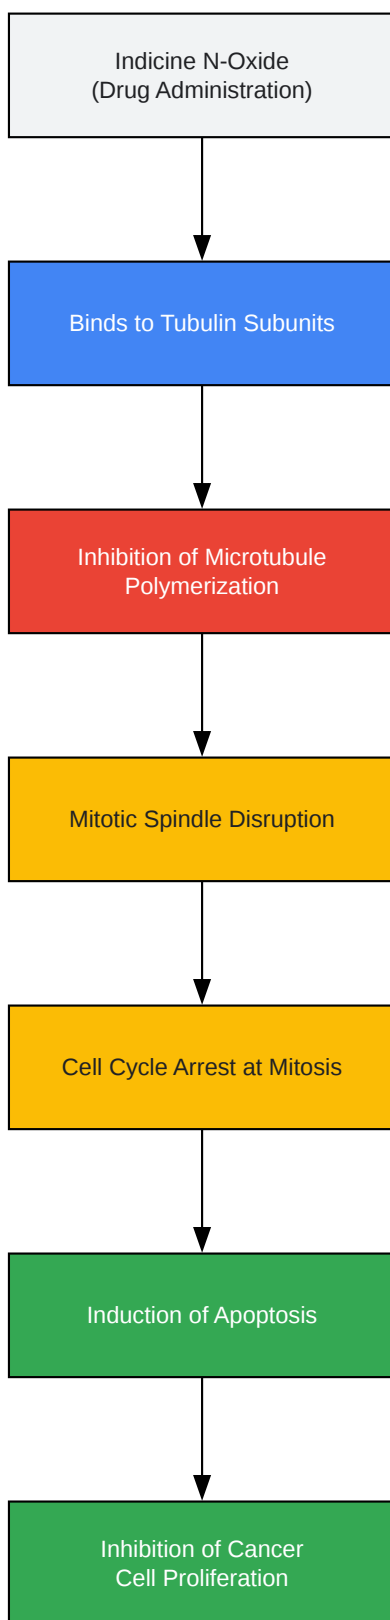 Indicine N-Oxide
(Drug Administration)
Binds to Tubulin Subunits
Inhibition of Microtubule
Polymerization
Mitotic Spindle Disruption
Cell Cycle Arrest at Mitosis
Induction of Apoptosis
Inhibition of Cancer
Cell Proliferation